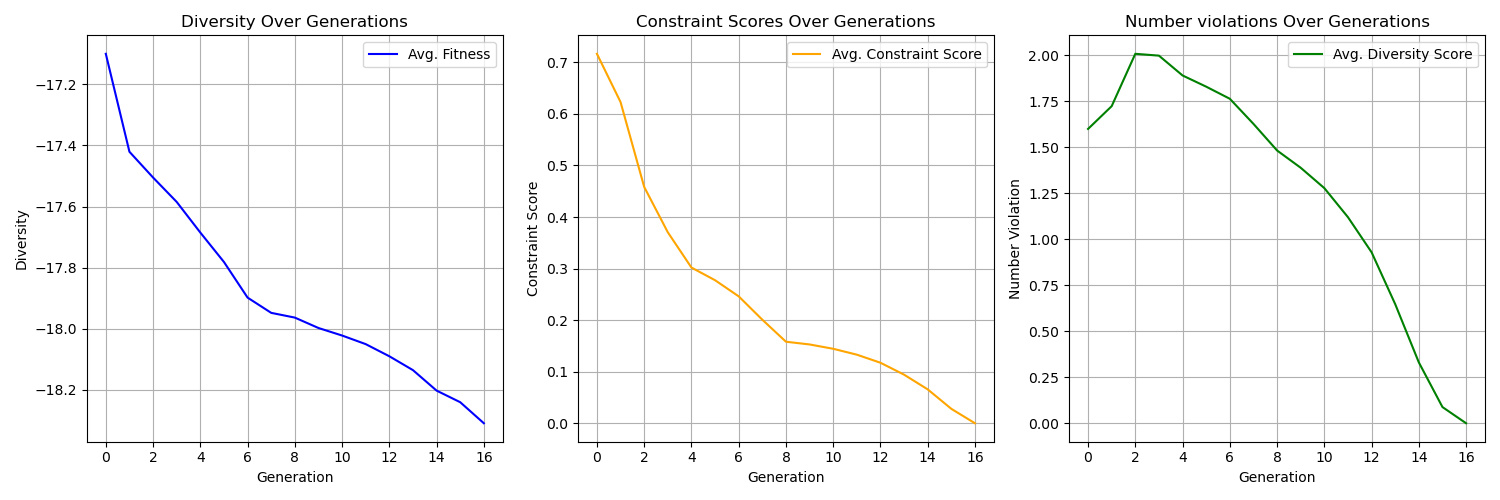 Diversity Over Generations
Avg. Fitness
Diversity
−17.2
−17.4
−17.6
−17.8
−18.0
−18.2
0 2 4 6 8 10 12 14 16
Generation
Constraint Scores Over Generations
Avg. Constraint Score
Constraint Score
0.7
0.6
0.5
0.4
0.3
0.2
0.1
0.0
0 2 4 6 8 10 12 14 16
Generation
Number violations Over Generations
Avg. Diversity Score
Number Violation
2.00
1.75
1.50
1.25
1.00
0.75
0.50
0.25
0.00
0 2 4 6 8 10 12 14 16
Generation